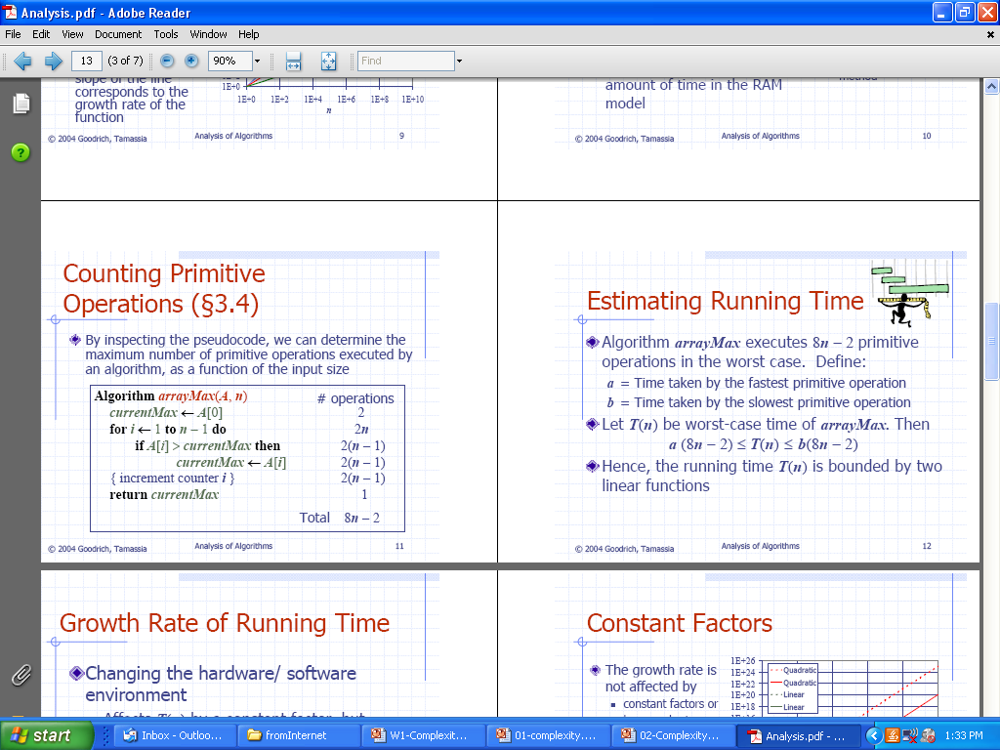 Analysis.pdf - Adobe Reader
File Edit View Document Tools Window Help
13 (3 of 7) 90% Find
slope of the line
corresponds to the
growth rate of the
function
1E+0
1E+0 1E+2 1E+4 1E+6 1E+8 1E+10
n
© 2004 Goodrich, Tamassia Analysis of Algorithms 9
amount of time in the RAM
model
© 2004 Goodrich, Tamassia Analysis of Algorithms 10
Counting Primitive
Operations (§3.4)
By inspecting the pseudocode, we can determine the
maximum number of primitive operations executed by
an algorithm, as a function of the input size
Algorithm arrayMax(A, n) # operations
currentMax ← A[0] 2
for i ← 1 to n − 1 do 2n
if A[i] > currentMax then 2(n − 1)
currentMax ← A[i] 2(n − 1)
{ increment counter i } 2(n − 1)
return currentMax 1
Total 8n − 2
© 2004 Goodrich, Tamassia Analysis of Algorithms 11
Estimating Running Time
Algorithm arrayMax executes 8n − 2 primitive
operations in the worst case. Define:
a = Time taken by the fastest primitive operation
b = Time taken by the slowest primitive operation
Let T(n) be worst-case time of arrayMax. Then
a (8n − 2) ≤ T(n) ≤ b(8n − 2)
Hence, the running time T(n) is bounded by two
linear functions
© 2004 Goodrich, Tamassia Analysis of Algorithms 12
Growth Rate of Running Time
Changing the hardware/ software
environment
Constant Factors
The growth rate is
not affected by
constant factors or
1E+26
1E+24
1E+22
1E+20
1E+18
Quadratic
Quadratic
Linear
Linear
start Inbox - Outloo... fromInternet W1-Complexit... 01-complexity.... 02-Complexity... Analysis.pdf - ... 1:33 PM